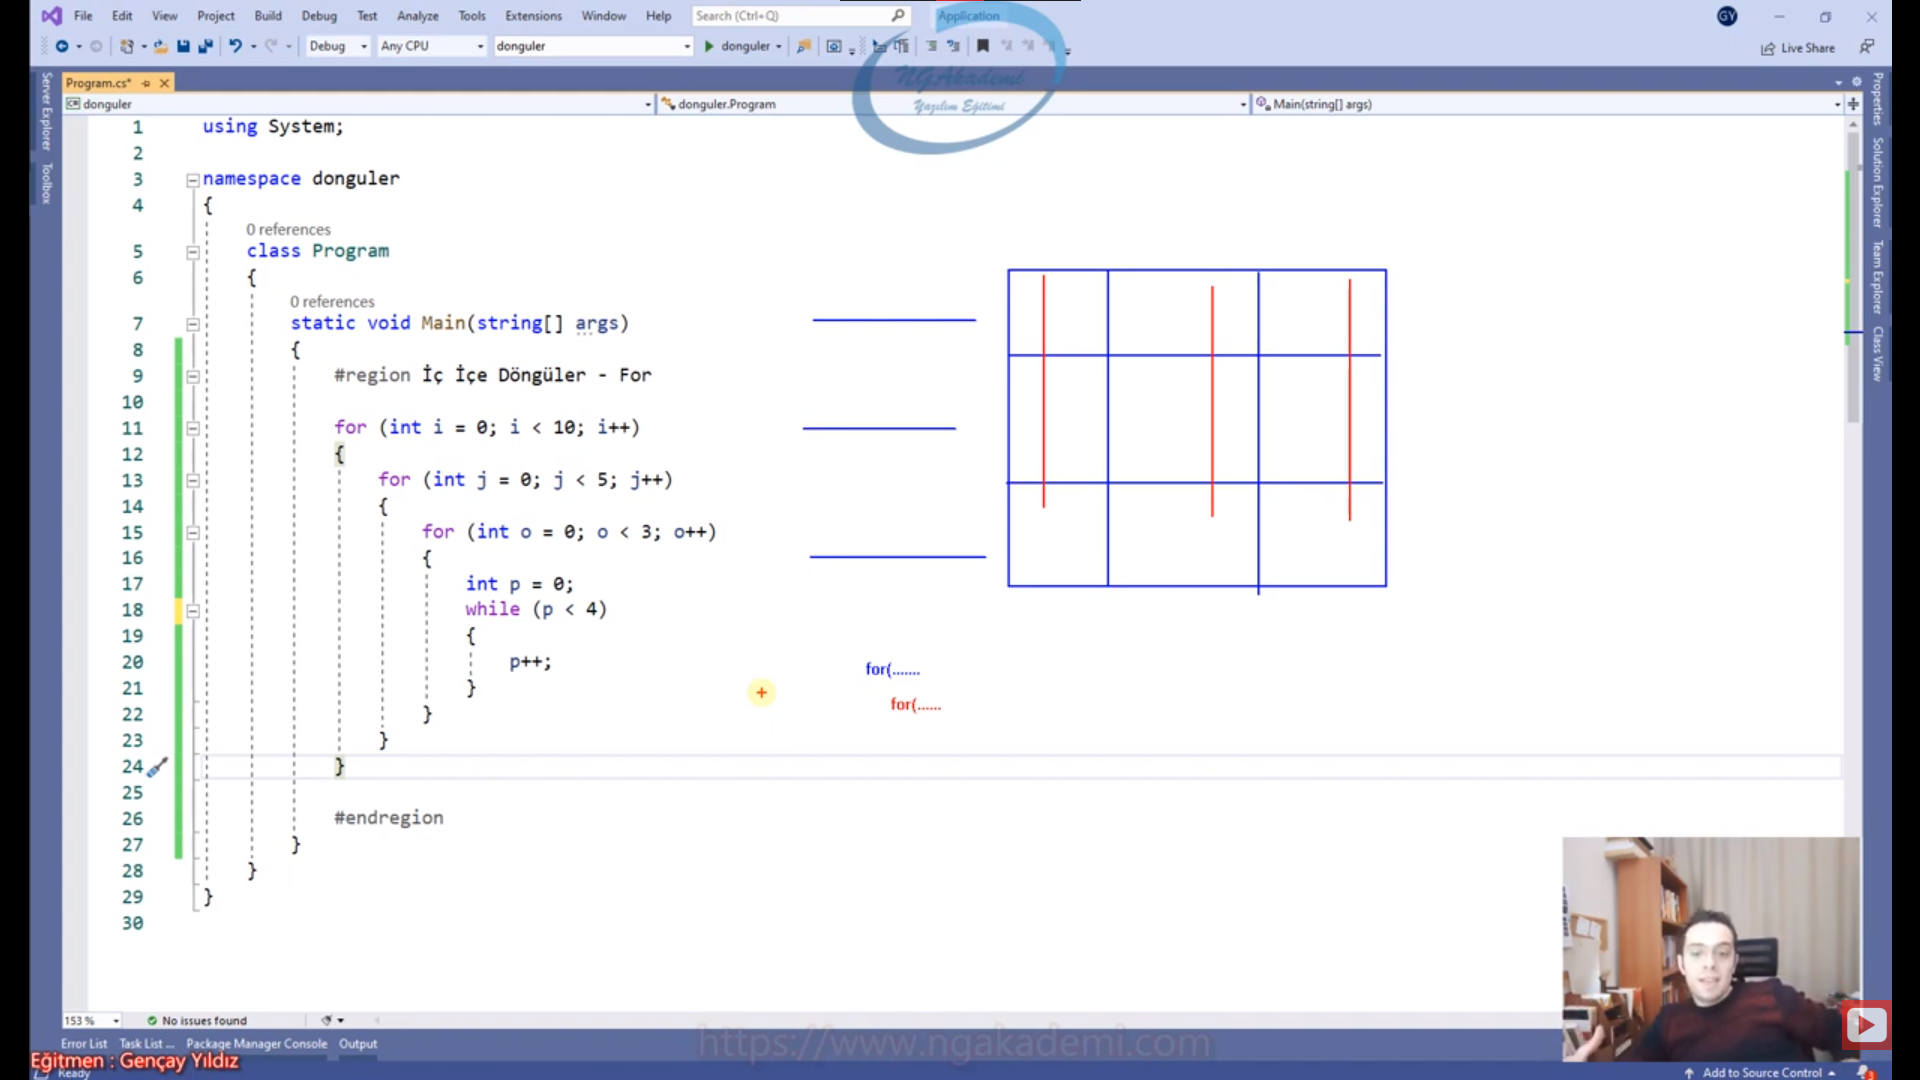 File Edit View Project Build Debug Test Analyze Tools Extensions Window Help Search (Ctrl+Q) Application GY
Debug Any CPU donguler donguler Live Share
NGAkademi
Yazılım Eğitimi
Program.cs*
donguler donguler.Program Main(string[] args)
Server Explorer
Toolbox
Properties
Solution Explorer
Team Explorer
Class View
1 using System;
2
3 namespace donguler
4 {
0 references
5 class Program
6 {
0 references
7 static void Main(string[] args)
8 {
9 #region İç İçe Döngüler - For
10
11 for (int i = 0; i < 10; i++)
12 {
13 for (int j = 0; j < 5; j++)
14 {
15 for (int o = 0; o < 3; o++)
16 {
17 int p = 0;
18 while (p < 4)
19 {
20 p++;
21 }
22 }
23 }
24 }
25
26 #endregion
27 }
28 }
29 }
30
for(.......
for(......
153 % No issues found
Error List Task List ... Package Manager Console Output
https://www.ngakademi.com
Eğitmen : Gençay Yıldız
Ready Add to Source Control 3